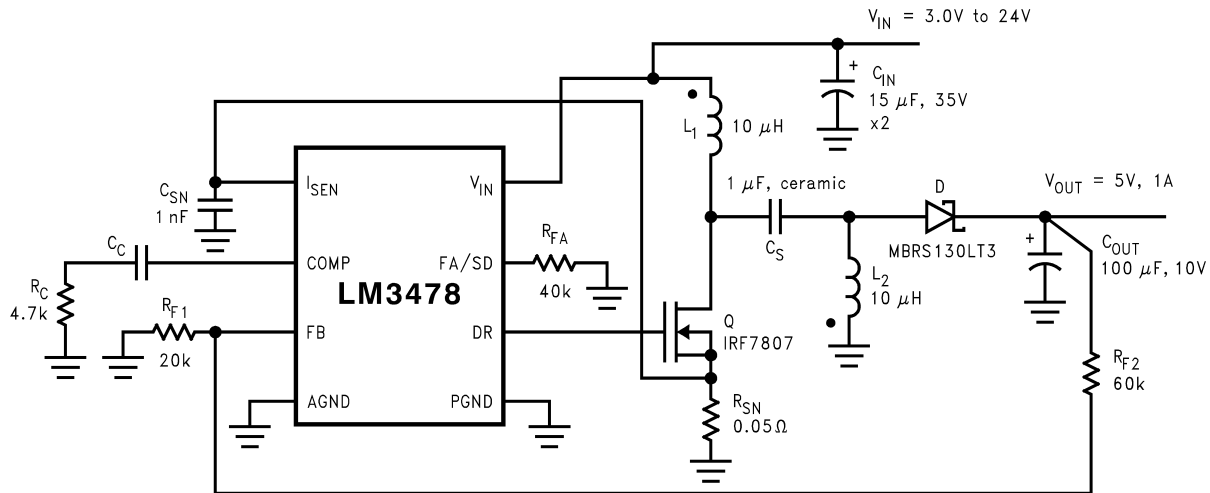 V_IN = 3.0V to 24V
+
C_IN
15 μF, 35V
x2
L_1
10 μH
I_SEN
V_IN
C_SN
1 nF
1 μF, ceramic
D
V_OUT = 5V, 1A
C_C
COMP
FA/SD
R_FA
40k
C_S
MBRS130LT3
+
C_OUT
100 μF, 10V
LM3478
R_C
4.7k
L_2
10 μH
R_F1
20k
FB
DR
Q
IRF7807
R_F2
60k
AGND
PGND
R_SN
0.05Ω